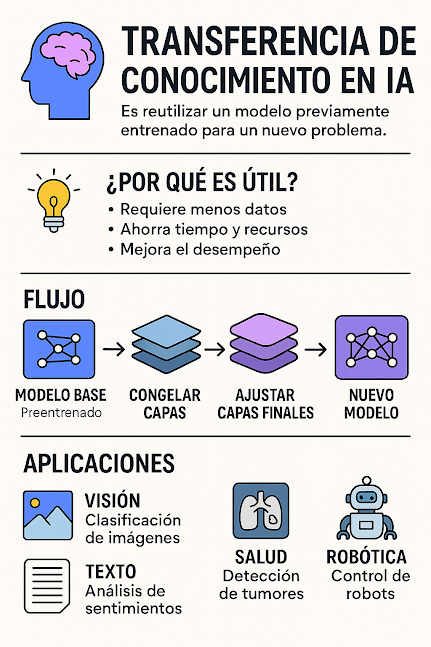 TRANSFERENCIA DE
CONOCIMIENTO EN IA
Es reutilizar un modelo previamente
entrenado para un nuevo problema.
¿POR QUÉ ES ÚTIL?
• Requiere menos datos
• Ahorra tiempo y recursos
• Mejora el desempeño
FLUJO
MODELO BASE
Preentrenado
CONGELAR
CAPAS
AJUSTAR
CAPAS FINALES
NUEVO
MODELO
APLICACIONES
VISIÓN
Clasificación
de imágenes
TEXTO
Análisis de
sentimientos
SALUD
Detección
de tumores
ROBÓTICA
Control de
robots